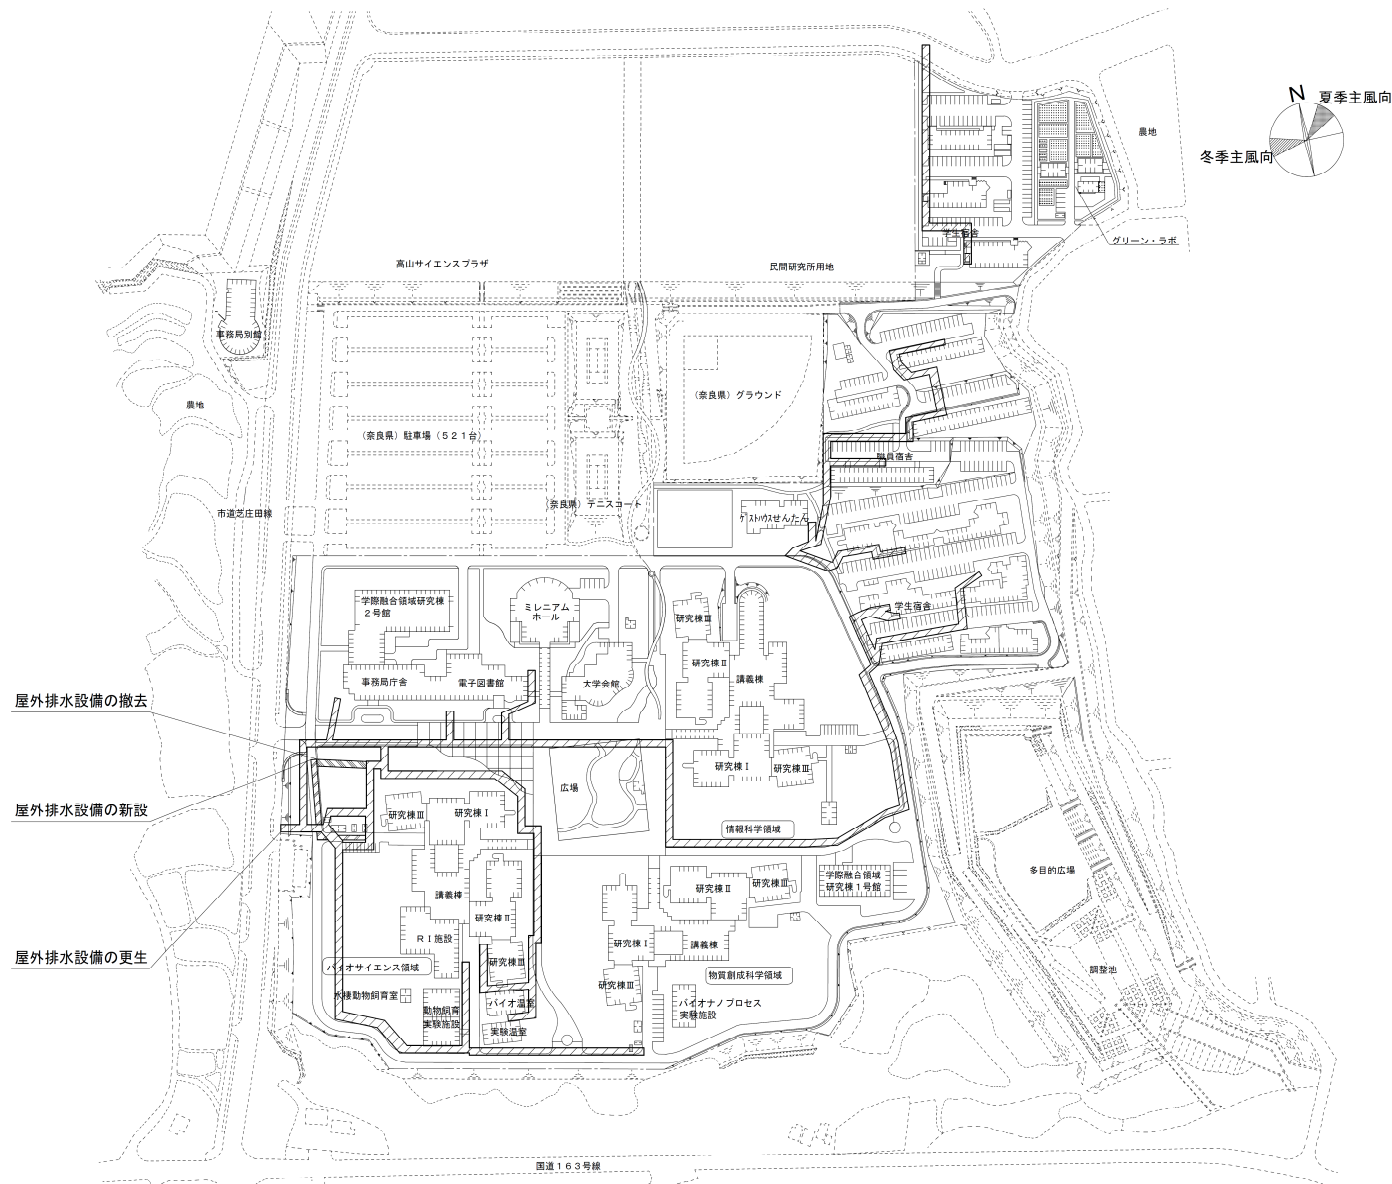 N
夏季主風向
冬季主風向
農地
学生宿舎
グリーン・ラボ
高山サイエンスプラザ
民間研究所用地
事務局別館
農地
（奈良県）グラウンド
（奈良県）駐車場（５２１台）
職員宿舎
市道芝庄田線
（奈良県）テニスコート
ゲストハウスせんたん
学際融合領域研究棟
２号館
ミレニアム
ホール
研究棟Ⅲ
学生宿舎
研究棟Ⅱ
講義棟
事務局庁舎
電子図書館
大学会館
屋外排水設備の撤去
研究棟Ⅰ
研究棟Ⅲ
広場
屋外排水設備の新設
研究棟Ⅲ
研究棟Ⅰ
情報科学領域
多目的広場
学際融合領域
研究棟１号館
研究棟Ⅱ
研究棟Ⅲ
講義棟
研究棟Ⅱ
ＲＩ施設
研究棟Ⅰ
講義棟
屋外排水設備の更生
研究棟Ⅲ
バイオサイエンス領域
物質創成科学領域
調整池
研究棟Ⅲ
水棲動物飼育室
バイオ温室
バイオナノプロセス
実験施設
動物飼育
実験施設
実験温室
国道１６３号線